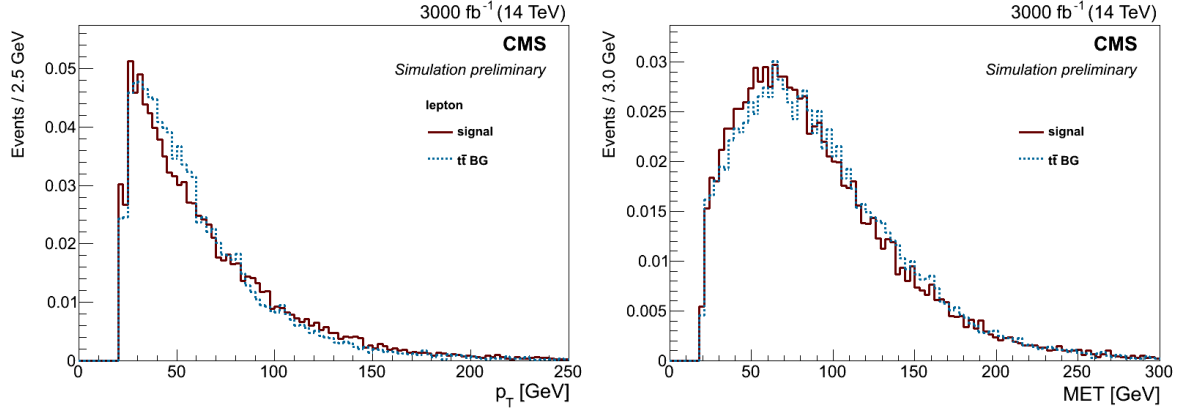 3000 fb⁻¹ (14 TeV)
CMS
Simulation preliminary
lepton
signal
tt̄ BG
Events / 2.5 GeV
0.05
0.04
0.03
0.02
0.01
0
0 50 100 150 200 250
p_T [GeV]
3000 fb⁻¹ (14 TeV)
CMS
Simulation preliminary
signal
tt̄ BG
Events / 3.0 GeV
0.03
0.025
0.02
0.015
0.01
0.005
0
0 50 100 150 200 250 300
MET [GeV]